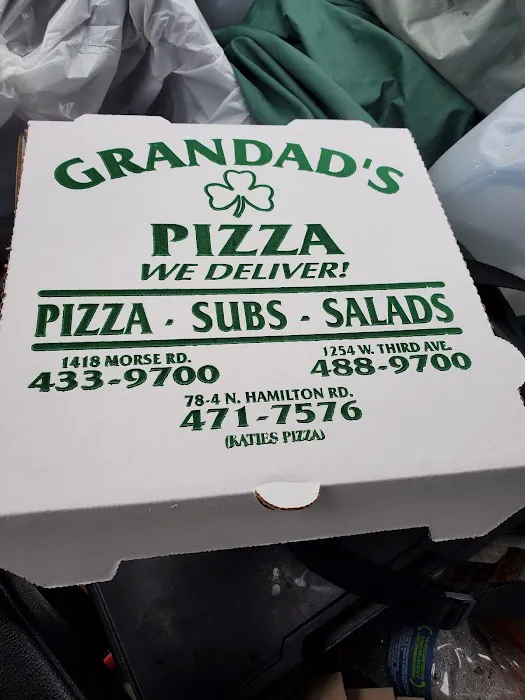 GRANDAD'S
PIZZA
WE DELIVER!
PIZZA · SUBS · SALADS
1418 MORSE RD.
433-9700
1254 W. THIRD AVE.
488-9700
78-4 N. HAMILTON RD.
471-7576
(KATIES PIZZA)